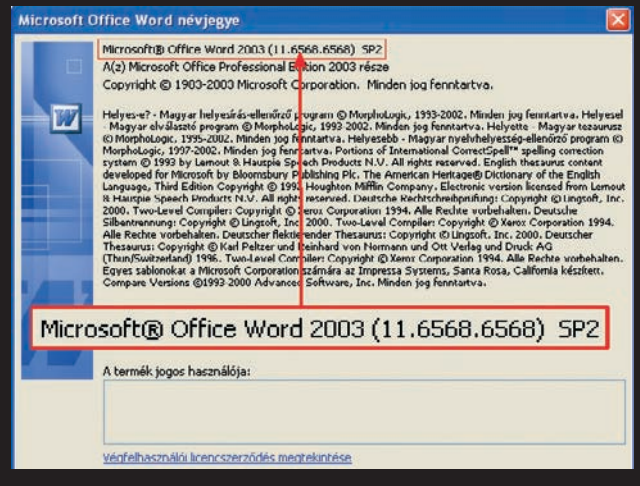 Microsoft Office Word névjegye
Microsoft® Office Word 2003 (11.6568.6568) SP2
A(z) Microsoft Office Professional Edition 2003 része
Copyright © 1983-2003 Microsoft Corporation. Minden jog fenntartva.
Helyes-e? - Magyar helyesírás-ellenőrző program © MorphoLogic, 1993-2002. Minden jog fenntartva. Helyesel
- Magyar elválasztó program © MorphoLogic, 1993-2002. Minden jog fenntartva. Helyette - Magyar tezaurusz
© MorphoLogic, 1995-2002. Minden jog fenntartva. Helyesebb - Magyar nyelvhelyesség-ellenőrző program ©
MorphoLogic, 1997-2002. Minden jog fenntartva. Portions of International CorrectSpell™ spelling correction
system © 1993 by Lernout & Hauspie Speech Products N.V. All rights reserved. English thesaurus content
developed for Microsoft by Bloomsbury Publishing Plc. The American Heritage® Dictionary of the English
Language, Third Edition Copyright © 1992 Houghton Mifflin Company. Electronic version licensed from Lernout
& Hauspie Speech Products N.V. All rights reserved. Deutsche Rechtschreibprüfung: Copyright © Lingsoft, Inc.
2000. Two-Level Compiler: Copyright © Xerox Corporation 1994. Alle Rechte vorbehalten. Deutsche
Silbentrennung: Copyright © Lingsoft, Inc. 2000. Two-Level Compiler: Copyright © Xerox Corporation 1994.
Alle Rechte vorbehalten. Deutscher flektierender Thesaurus: Copyright © Lingsoft, Inc. 2000. Deutscher
Thesaurus: Copyright © Karl Peltzer und Reinhard von Normann und Ott Verlag und Druck AG
(Thun/Switzerland) 1996. Two-Level Compiler: Copyright © Xerox Corporation 1994. Alle Rechte vorbehalten.
Egyes sablonokat a Microsoft Corporation számára az Impressa Systems, Santa Rosa, California készített.
Compare Versions ©1993-2000 Advanced Software, Inc. Minden jog fenntartva.
Microsoft® Office Word 2003 (11.6568.6568) SP2
A termék jogos használója:
Végfelhasználói licencszerződés megtekintése